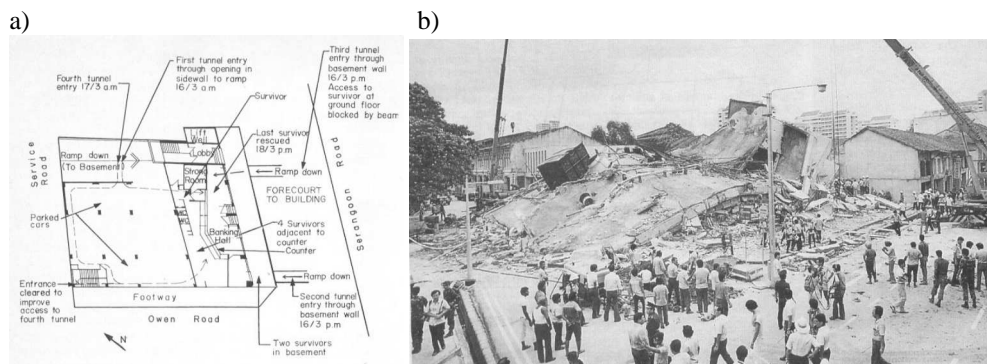 a)
b)
Third tunnel
entry through
basement wall
16/3 p.m
Access to
survivor at
ground floor
blocked by beam
First tunnel entry
through opening in
sidewall to ramp
16/3 a.m
Fourth tunnel
entry 17/3 a.m
Survivor
Last survivor
rescued
18/3 p.m
Lift
Well
Lobby
Service
Road
Ramp down
(To Basement)
Strong
Room
Ramp down
FORECOURT
TO BUILDING
Serangoon Road
Parked
cars
Banking
Hall
4 Survivors
adjacent to
counter
Counter
Ramp down
Entrance
cleared to
improve
access to
fourth tunnel
Footway
Owen Road
Second tunnel
entry through
basement wall
16/3 p.m
N
Two survivors
in basement